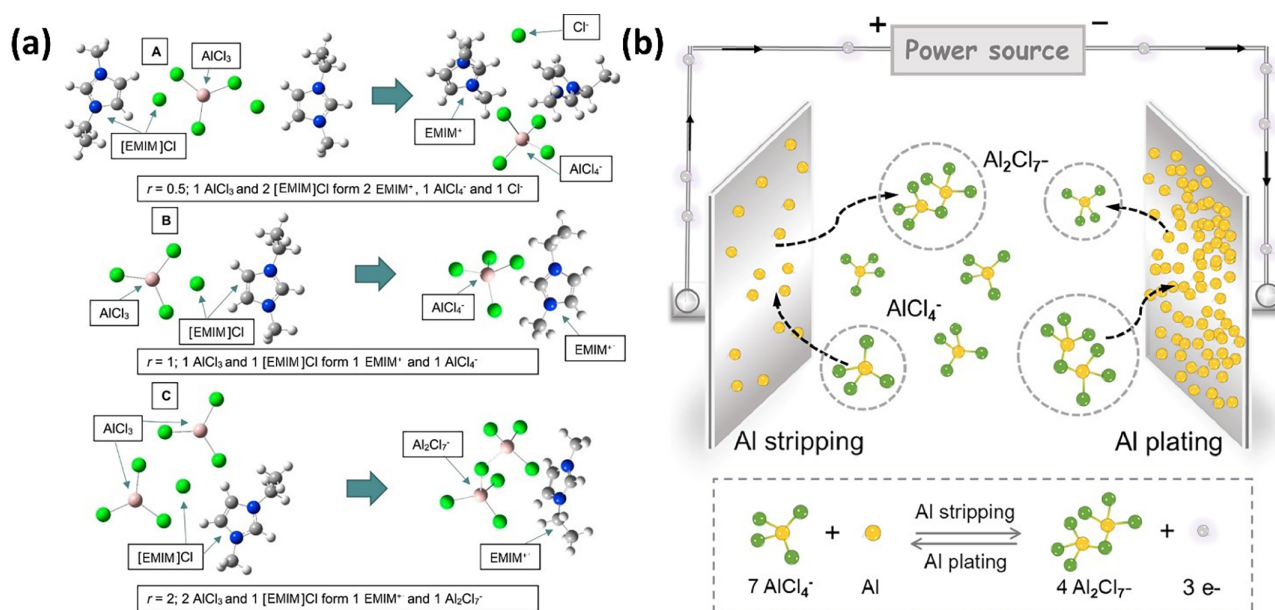 (a)
A
AlCl₃
[EMIM]Cl
Cl⁻
EMIM⁺
AlCl₄⁻
r = 0.5; 1 AlCl₃ and 2 [EMIM]Cl form 2 EMIM⁺, 1 AlCl₄⁻ and 1 Cl⁻
B
AlCl₃
[EMIM]Cl
AlCl₄⁻
EMIM⁺
r = 1; 1 AlCl₃ and 1 [EMIM]Cl form 1 EMIM⁺ and 1 AlCl₄⁻
C
AlCl₃
[EMIM]Cl
Al₂Cl₇⁻
EMIM⁺
r = 2; 2 AlCl₃ and 1 [EMIM]Cl form 1 EMIM⁺ and 1 Al₂Cl₇⁻
(b)
+ Power source −
Al₂Cl₇−
AlCl₄⁻
Al stripping
Al plating
+ Al stripping +
Al plating
7 AlCl₄⁻ Al 4 Al₂Cl₇− 3 e-